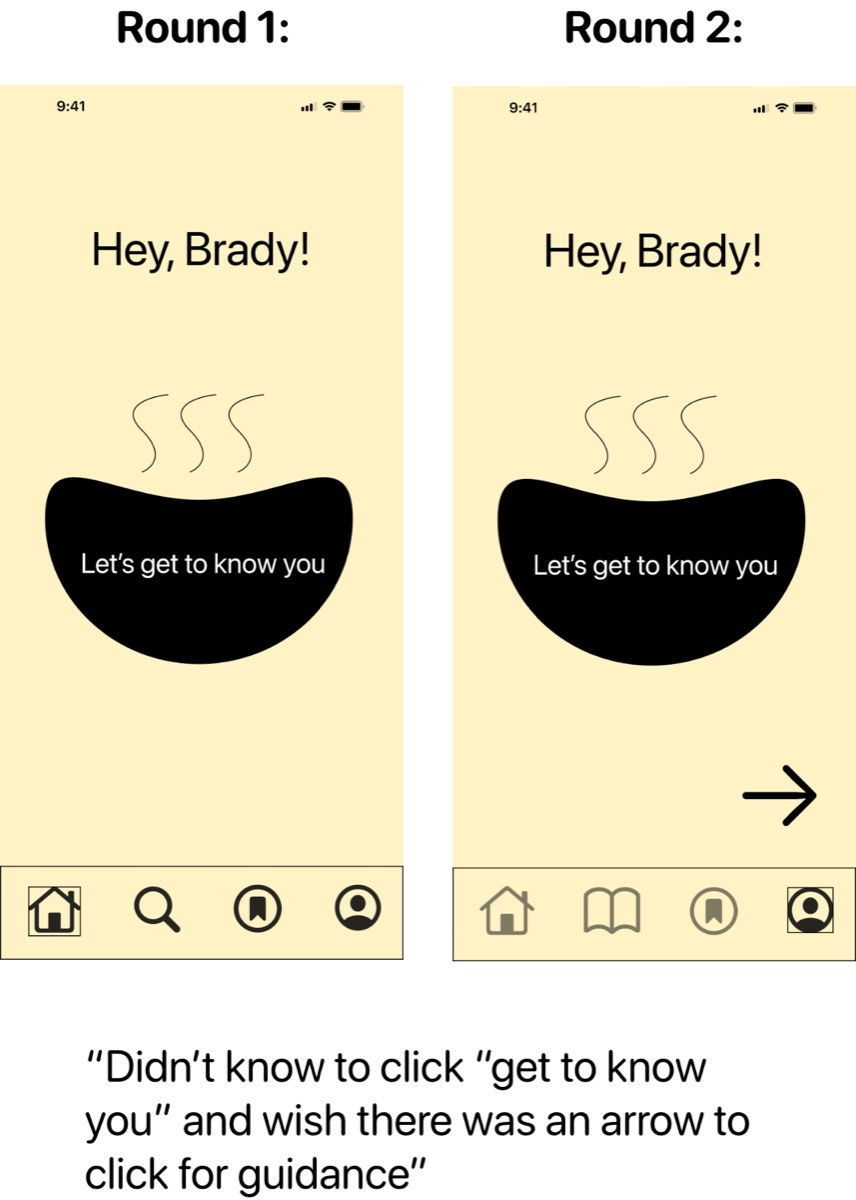 Round 1:
Round 2:
9:41
Hey, Brady!
Let’s get to know you
9:41
Hey, Brady!
Let’s get to know you
“Didn’t know to click “get to know
you” and wish there was an arrow to
click for guidance”